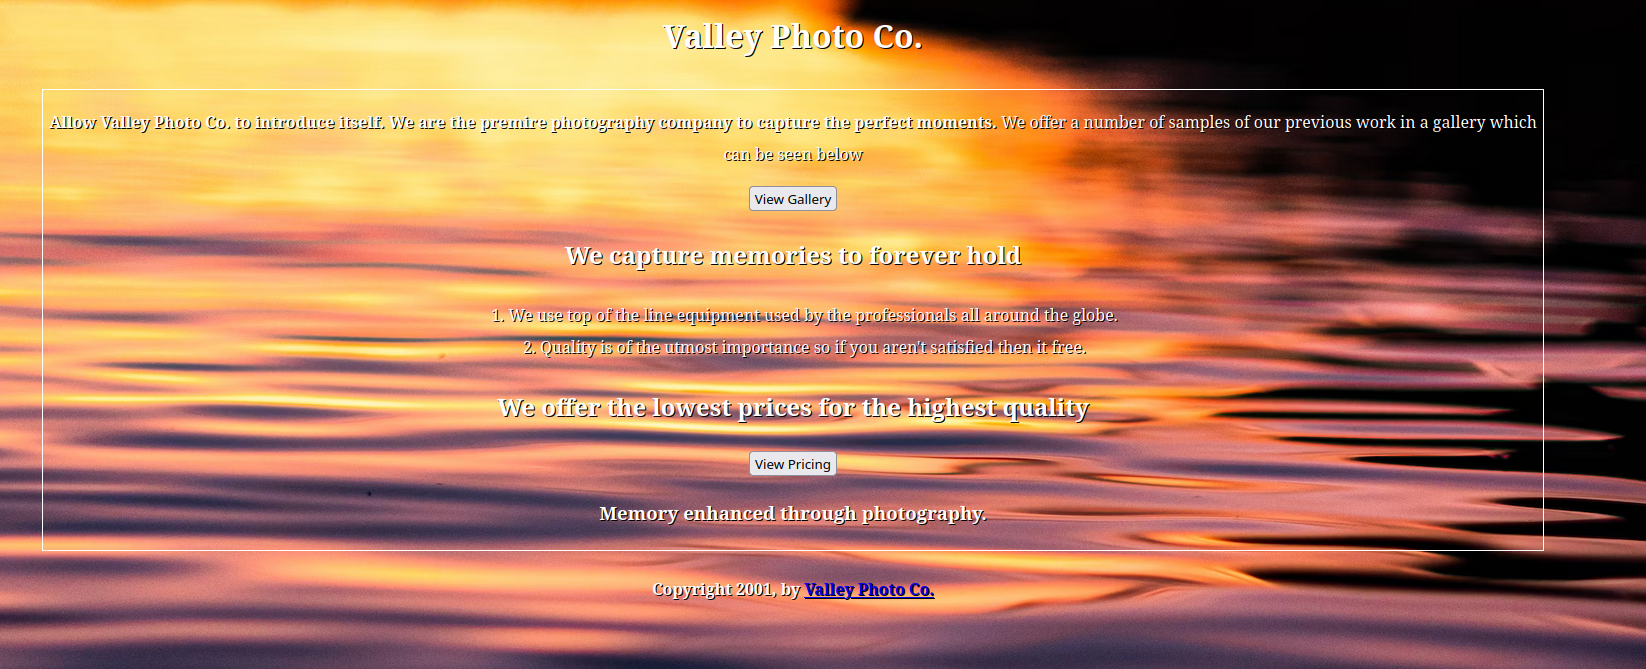 Valley Photo Co.
Allow Valley Photo Co. to introduce itself. We are the premire photography company to capture the perfect moments. We offer a number of samples of our previous work in a gallery which
can be seen below
View Gallery
We capture memories to forever hold
1. We use top of the line equipment used by the professionals all around the globe.
2. Quality is of the utmost importance so if you aren't satisfied then it free.
We offer the lowest prices for the highest quality
View Pricing
Memory enhanced through photography.
Copyright 2001, by Valley Photo Co.